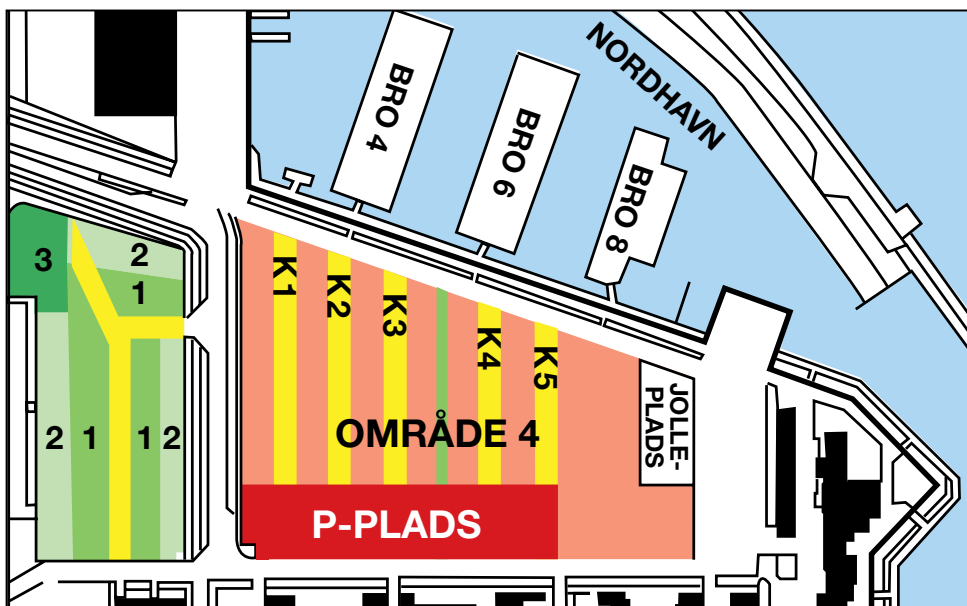 BRO 4
BRO 6
BRO 8
NORDHAVN
3
2
1
2
1
1
2
K1
K2
K3
K4
K5
OMRÅDE 4
JOLLE-
PLADS
P-PLADS